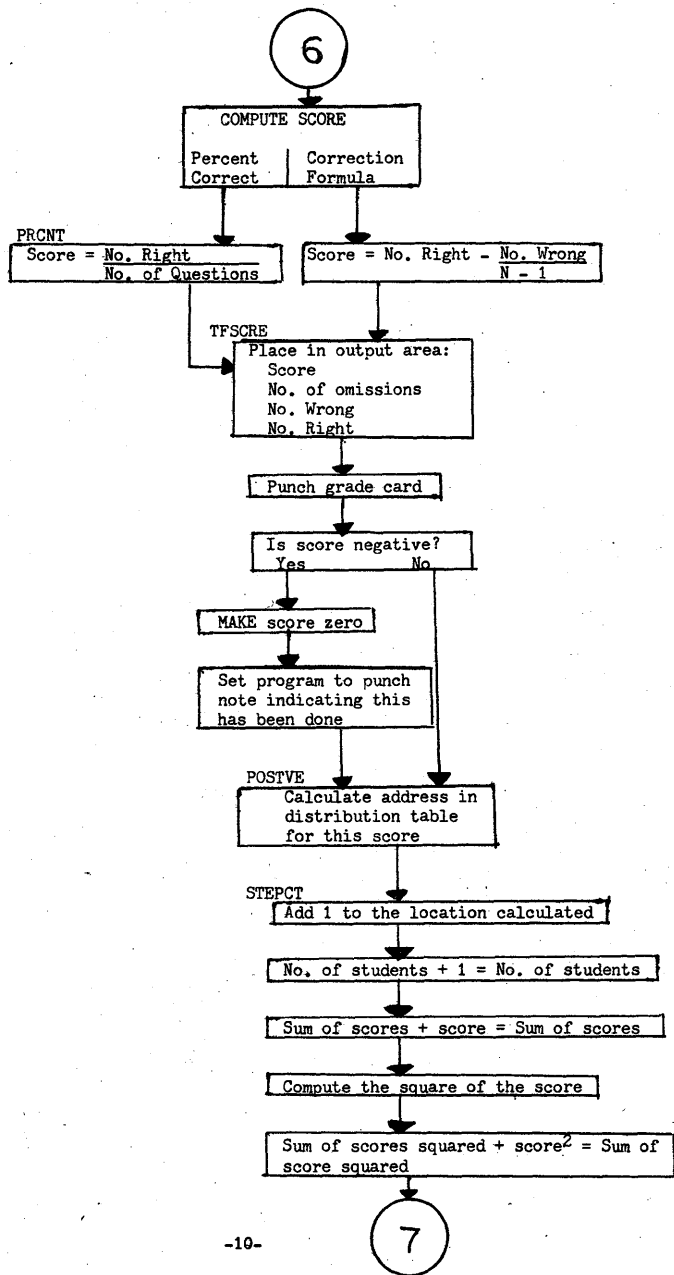 6
COMPUTE SCORE
Percent | Correction
Correct | Formula
PRCNT
Score = No. Right
No. of Questions
Score = No. Right - No. Wrong
N - 1
TFSCRE
Place in output area:
Score
No. of omissions
No. Wrong
No. Right
Punch grade card
Is score negative?
Yes No
MAKE score zero
Set program to punch
note indicating this
has been done
POSTVE
Calculate address in
distribution table
for this score
STEPCT
Add 1 to the location calculated
No. of students + 1 = No. of students
Sum of scores + score = Sum of scores
Compute the square of the score
Sum of scores squared + score² = Sum of
score squared
7
-10-